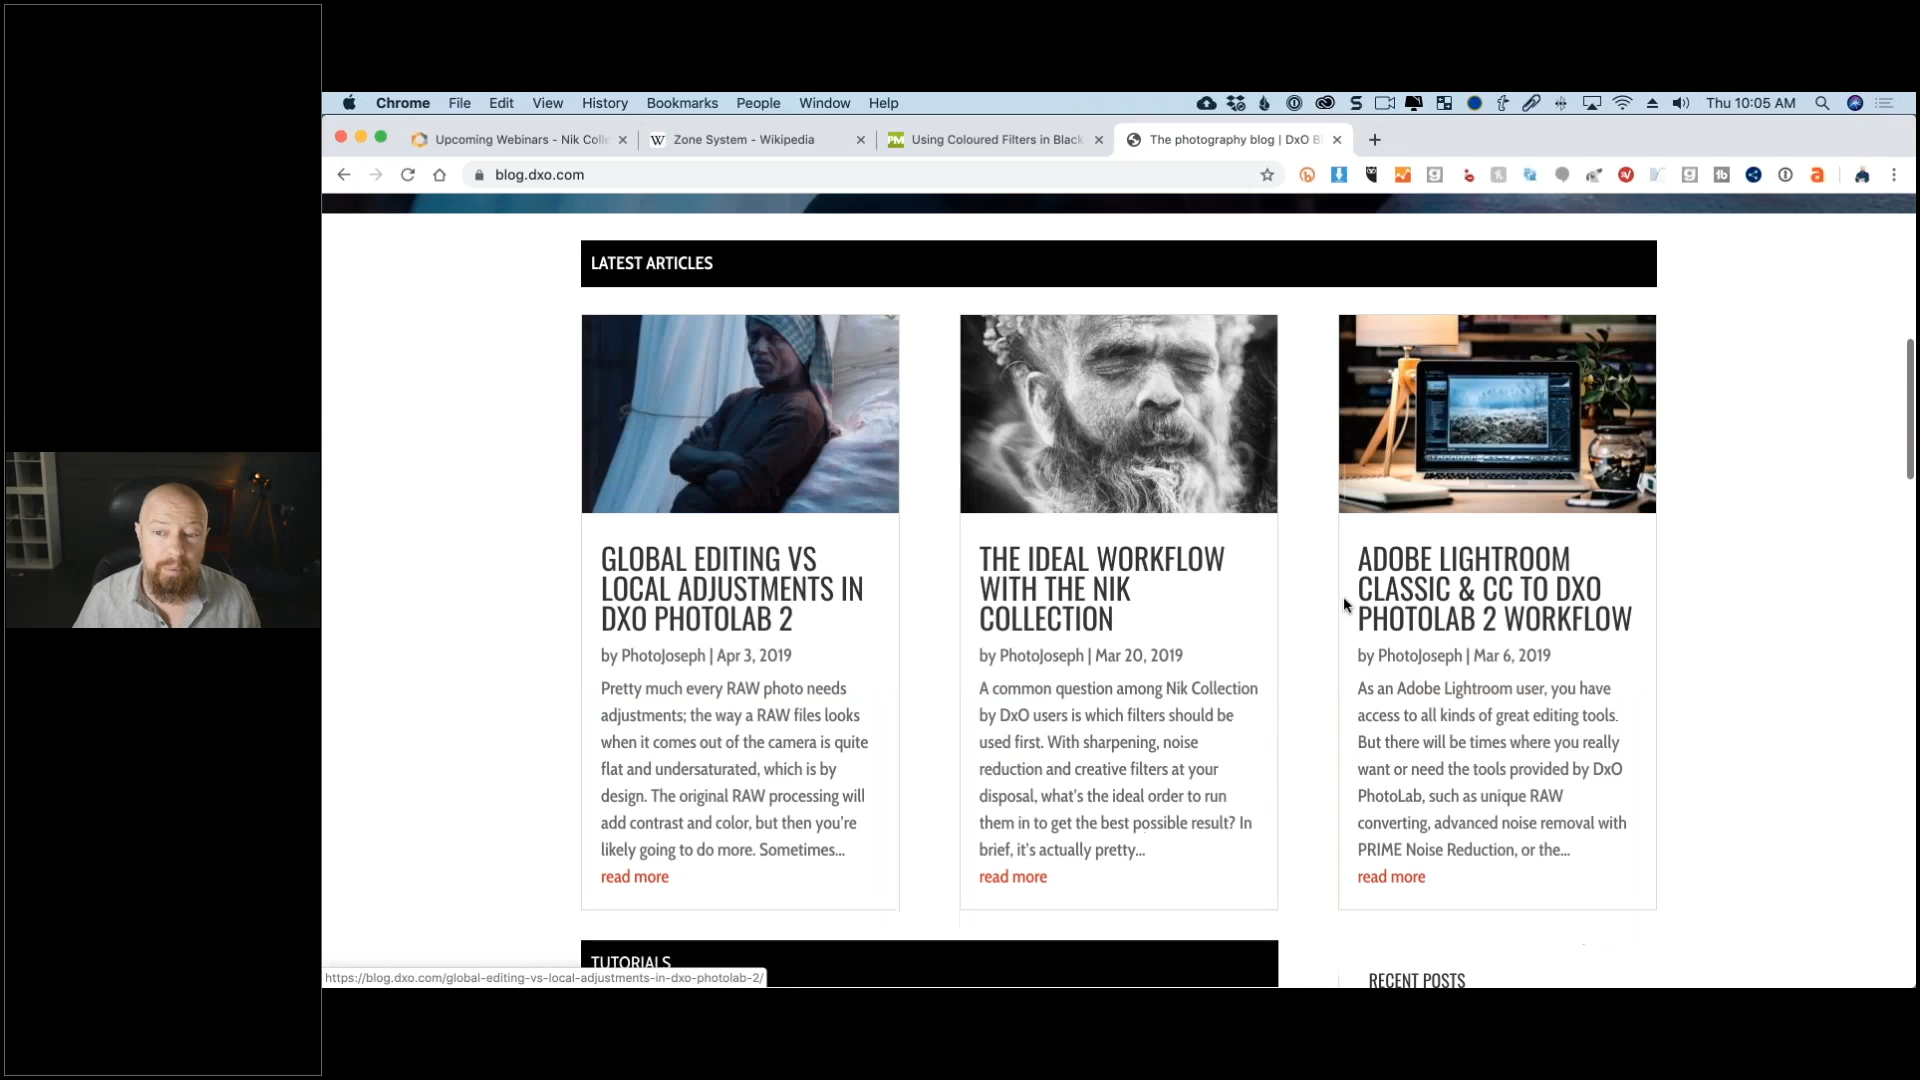 Chrome File Edit View History Bookmarks People Window Help Thu 10:05 AM
Upcoming Webinars - Nik Colle
Zone System - Wikipedia
Using Coloured Filters in Black
The photography blog | DxO B
blog.dxo.com
LATEST ARTICLES
GLOBAL EDITING VS
LOCAL ADJUSTMENTS IN
DXO PHOTOLAB 2
by PhotoJoseph | Apr 3, 2019
Pretty much every RAW photo needs
adjustments; the way a RAW files looks
when it comes out of the camera is quite
flat and undersaturated, which is by
design. The original RAW processing will
add contrast and color, but then you're
likely going to do more. Sometimes...
read more
THE IDEAL WORKFLOW
WITH THE NIK
COLLECTION
by PhotoJoseph | Mar 20, 2019
A common question among Nik Collection
by DxO users is which filters should be
used first. With sharpening, noise
reduction and creative filters at your
disposal, what's the ideal order to run
them in to get the best possible result? In
brief, it's actually pretty...
read more
ADOBE LIGHTROOM
CLASSIC & CC TO DXO
PHOTOLAB 2 WORKFLOW
by PhotoJoseph | Mar 6, 2019
As an Adobe Lightroom user, you have
access to all kinds of great editing tools.
But there will be times where you really
want or need the tools provided by DxO
PhotoLab, such as unique RAW
converting, advanced noise removal with
PRIME Noise Reduction, or the...
read more
TUTORIALS
RECENT POSTS
https://blog.dxo.com/global-editing-vs-local-adjustments-in-dxo-photolab-2/